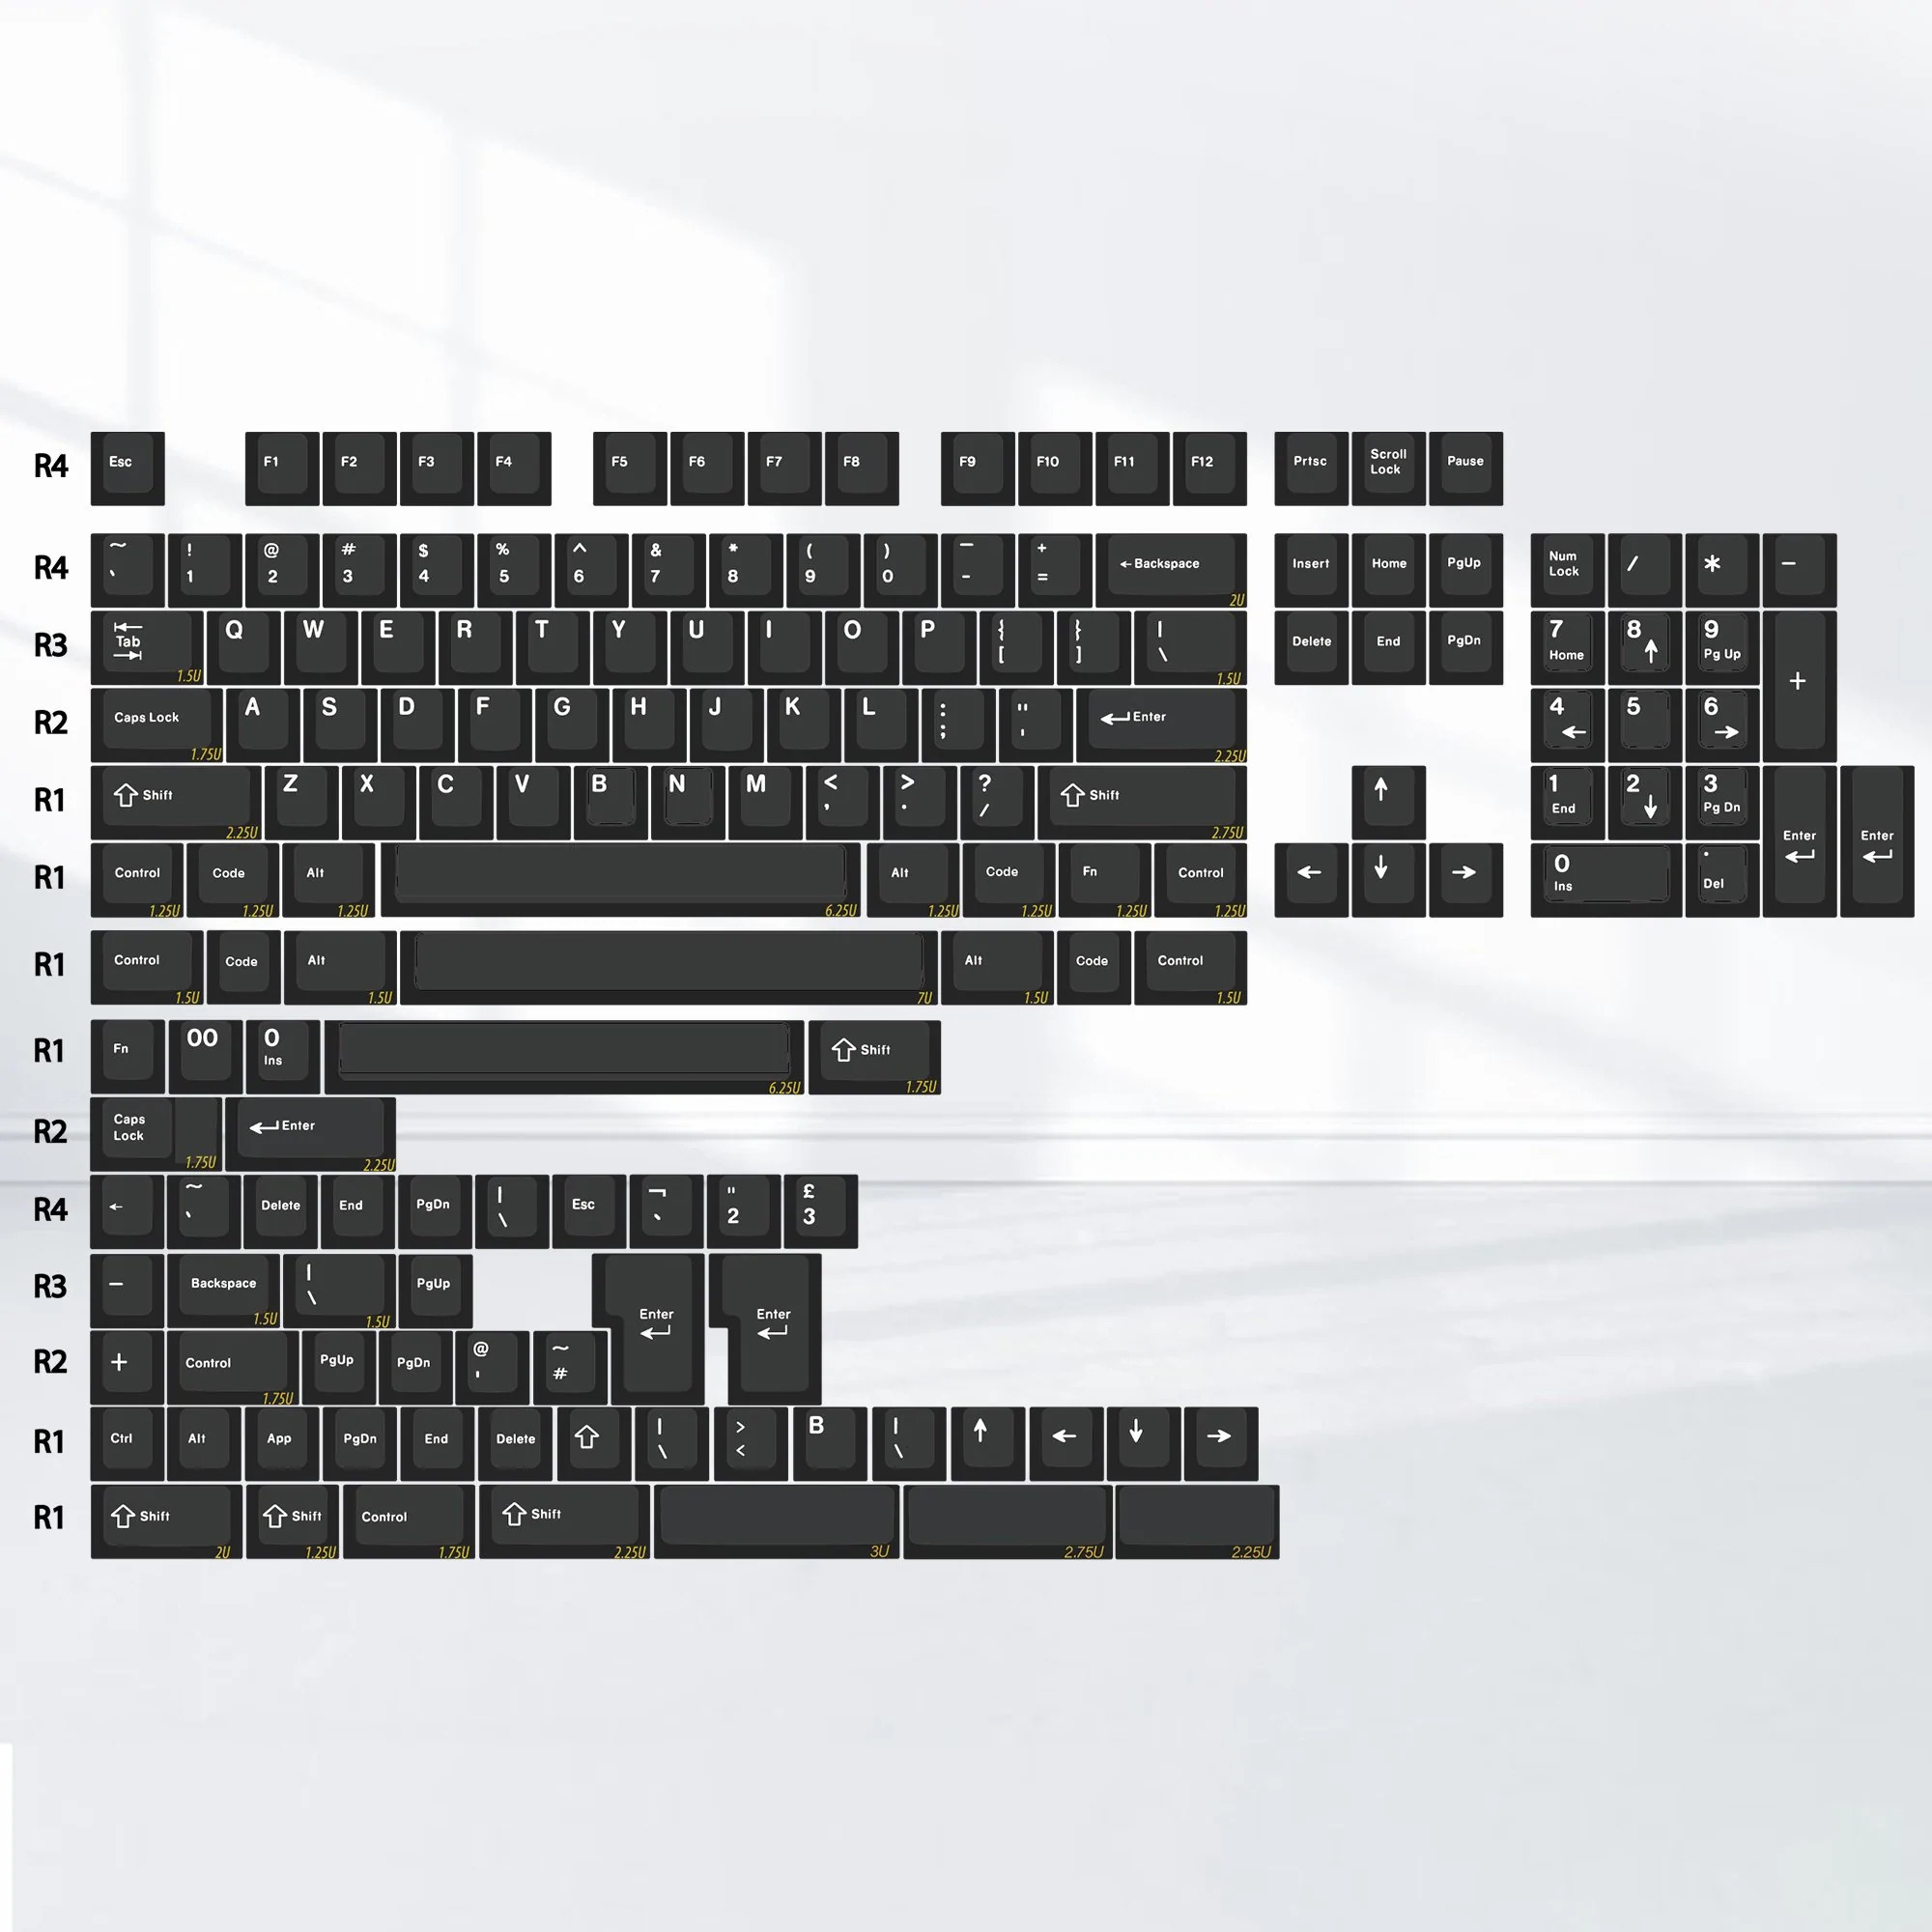 R4 Esc F1 F2 F3 F4 F5 F6 F7 F8 F9 F10 F11 F12 Prtsc Scroll Lock Pause
R4 ~ ` ! 1 @ 2 # 3 $ 4 % 5 ^ 6 & 7 * 8 ( 9 ) 0 _ - + = ← Backspace 2U Insert Home PgUp Num Lock / * −
R3 Tab 1.5U Q W E R T Y U I O P { [ } ] | \ 1.5U Delete End PgDn 7 Home 8 ↑ 9 Pg Up +
R2 Caps Lock 1.75U A S D F G H J K L : ; " ' Enter 2.25U 4 ← 5 6 →
R1 ⇧ Shift 2.25U Z X C V B N M < , > . ? / ⇧ Shift 2.75U ↑ 1 End 2 ↓ 3 Pg Dn Enter Enter
R1 Control 1.25U Code 1.25U Alt 1.25U 6.25U Alt 1.25U Code 1.25U Fn 1.25U Control 1.25U ← ↓ → 0 Ins . Del
R1 Control 1.5U Code Alt 1.5U 7U Alt 1.5U Code Control 1.5U
R1 Fn 00 0 Ins 6.25U ⇧ Shift 1.75U
R2 Caps Lock 1.75U Enter 2.25U
R4 ← ~ ` Delete End PgDn | \ Esc ¬ ` " 2 £ 3
R3 − Backspace 1.5U | \ 1.5U PgUp Enter Enter
R2 + Control 1.75U PgUp PgDn @ ' ~ #
R1 Ctrl Alt App PgDn End Delete ⇧ | \ > < B | \ ↑ ← ↓ →
R1 ⇧ Shift 2U ⇧ Shift 1.25U Control 1.75U ⇧ Shift 2.25U 3U 2.75U 2.25U